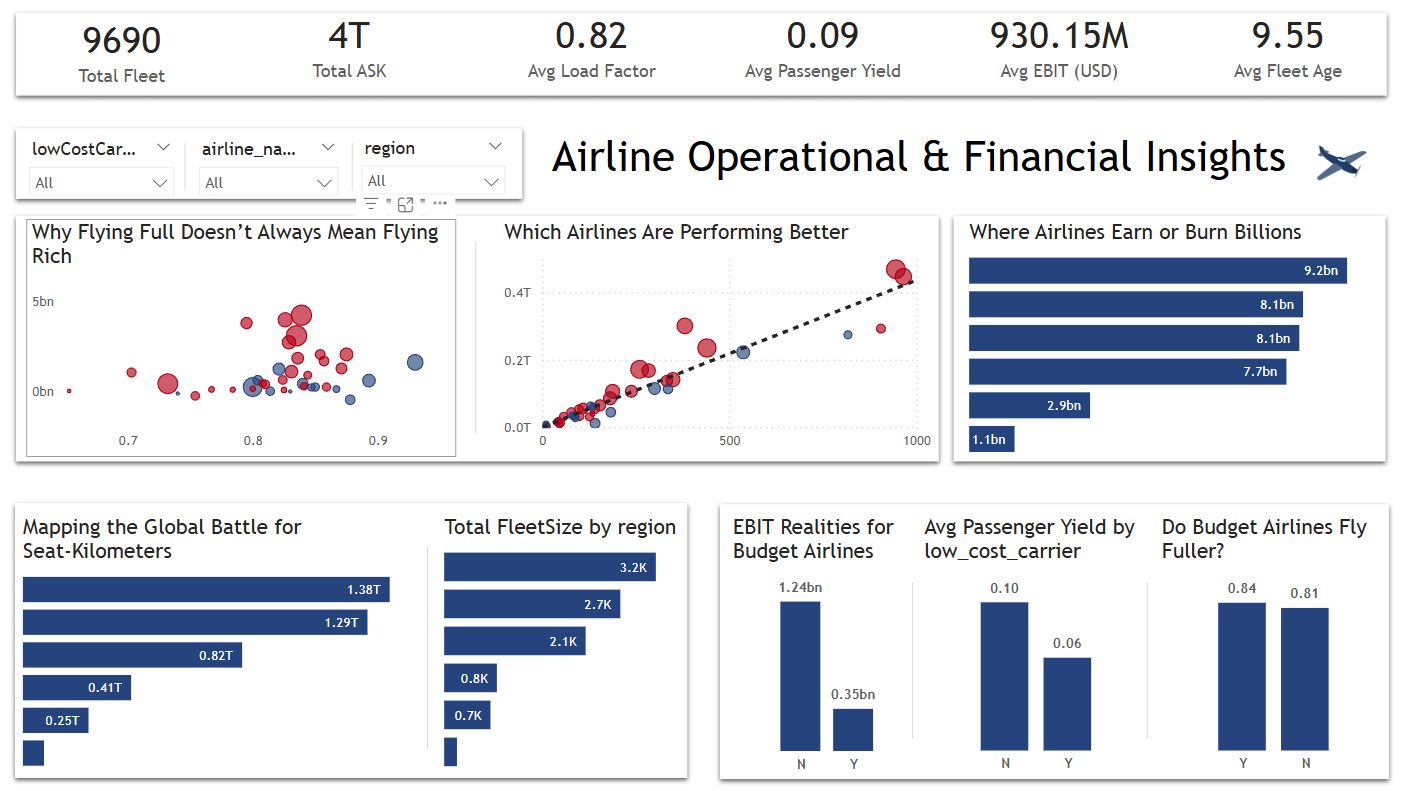 9690
Total Fleet
4T
Total ASK
0.82
Avg Load Factor
0.09
Avg Passenger Yield
930.15M
Avg EBIT (USD)
9.55
Avg Fleet Age
lowCostCar...
All
airline_na...
All
region
All
Airline Operational & Financial Insights
Why Flying Full Doesn’t Always Mean Flying
Rich
5bn
0bn
0.7
0.8
0.9
Which Airlines Are Performing Better
0.4T
0.2T
0.0T
0
500
1000
Where Airlines Earn or Burn Billions
9.2bn
8.1bn
8.1bn
7.7bn
2.9bn
1.1bn
Mapping the Global Battle for
Seat-Kilometers
1.38T
1.29T
0.82T
0.41T
0.25T
Total FleetSize by region
3.2K
2.7K
2.1K
0.8K
0.7K
EBIT Realities for
Budget Airlines
1.24bn
0.35bn
N
Y
Avg Passenger Yield by
low_cost_carrier
0.10
0.06
N
Y
Do Budget Airlines Fly
Fuller?
0.84
0.81
Y
N